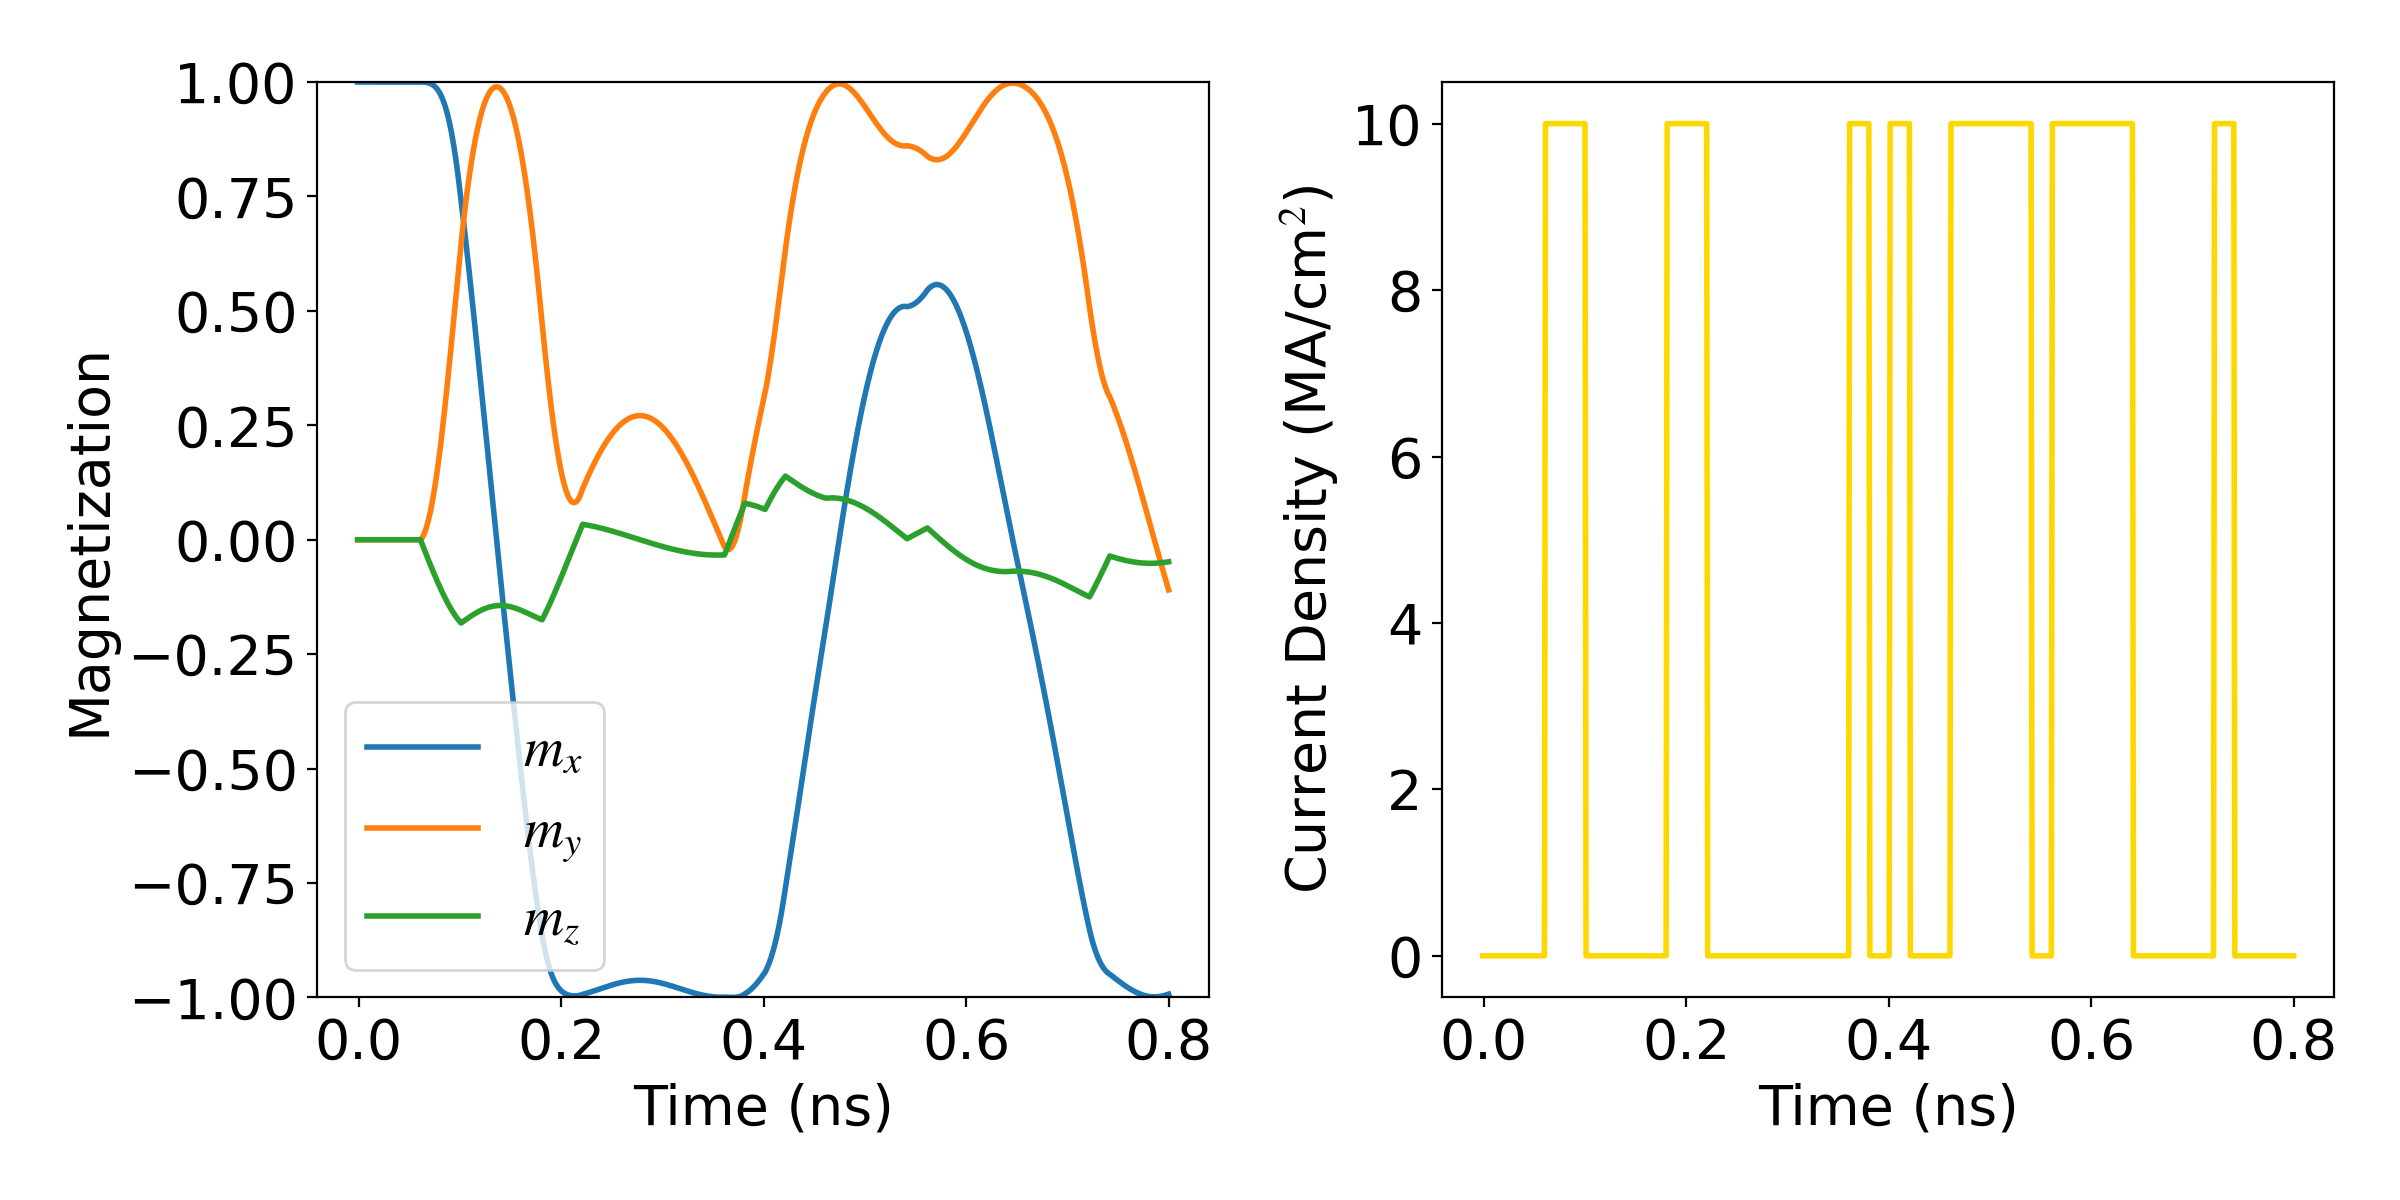 1.00
0.75
0.50
0.25
0.00
−0.25
−0.50
−0.75
−1.00
Magnetization
m_x
m_y
m_z
0.0 0.2 0.4 0.6 0.8
Time (ns)
10
8
6
4
2
0
Current Density (MA/cm²)
0.0 0.2 0.4 0.6 0.8
Time (ns)